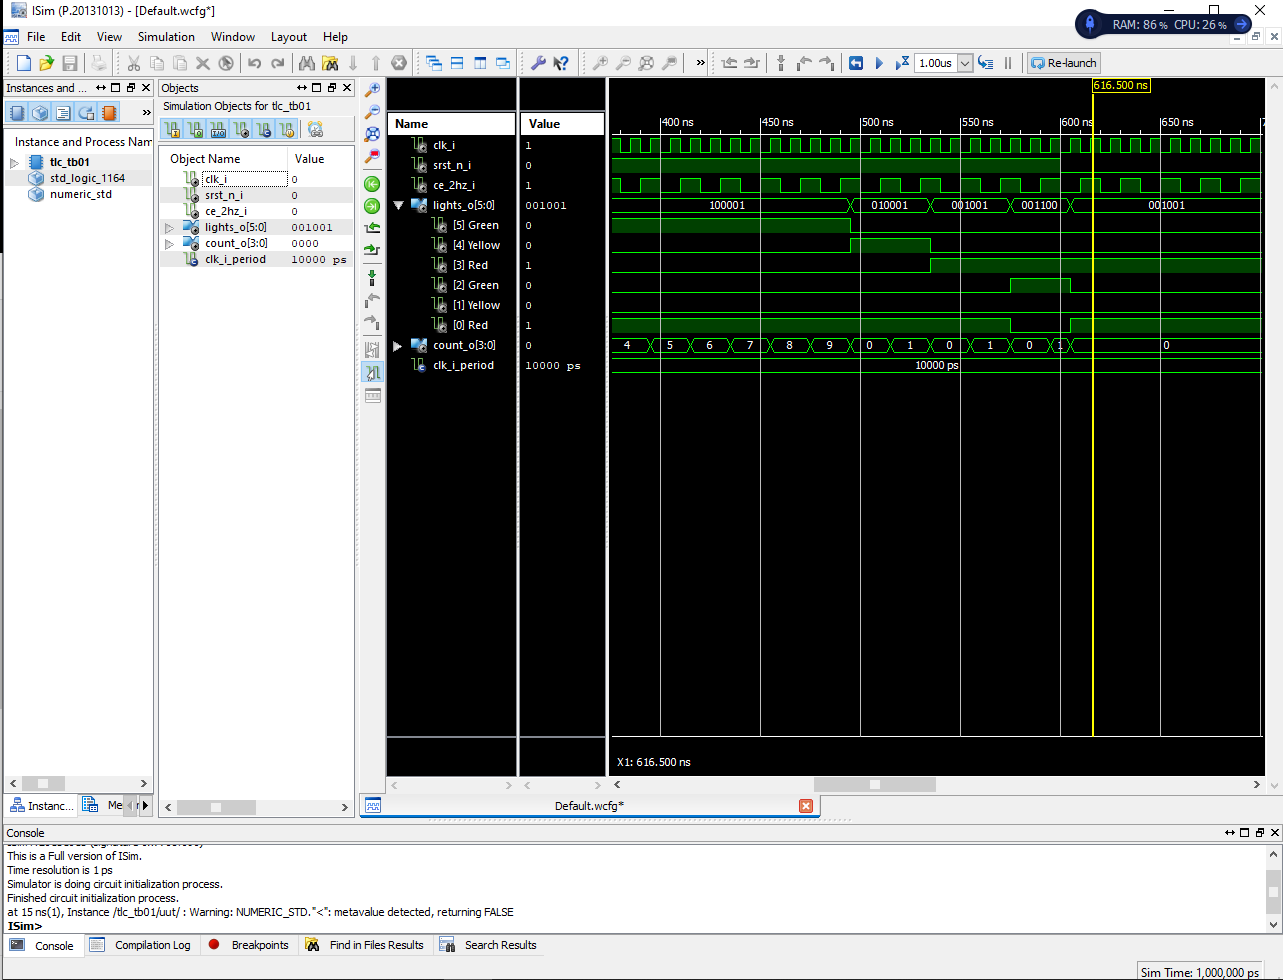 ISim (P.20131013) - [Default.wcfg*]
RAM: 86 % CPU: 26 %
File Edit View Simulation Window Layout Help
» 1.00us Re-launch
Instances and ...
»
Instance and Process Nam
tlc_tb01
std_logic_1164
numeric_std
Objects
Simulation Objects for tlc_tb01
Object Name Value
clk_i 0
srst_n_i 0
ce_2hz_i 0
lights_o[5:0] 001001
count_o[3:0] 0000
clk_i_period 10000 ps
616.500 ns
Name Value
400 ns 450 ns 500 ns 550 ns 600 ns 650 ns
clk_i 1
srst_n_i 0
ce_2hz_i 1
lights_o[5:0] 001001 100001 010001 001001 001100 001001
[5] Green 0
[4] Yellow 0
[3] Red 1
[2] Green 0
[1] Yellow 0
[0] Red 1
count_o[3:0] 0 4 5 6 7 8 9 0 1 0 1 0 1 0
clk_i_period 10000 ps 10000 ps
X1: 616.500 ns
Instanc... Me
Default.wcfg*
Console
This is a Full version of ISim.
Time resolution is 1 ps
Simulator is doing circuit initialization process.
Finished circuit initialization process.
at 15 ns(1), Instance /tlc_tb01/uut/ : Warning: NUMERIC_STD."<": metavalue detected, returning FALSE
ISim>
Console Compilation Log Breakpoints Find in Files Results Search Results
Sim Time: 1,000,000 ps